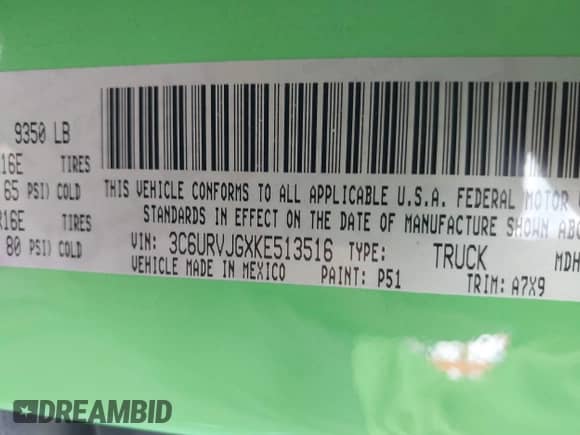 9350 LB
16E TIRES
65 PSI) COLD
R16E TIRES
80 PSI) COLD
THIS VEHICLE CONFORMS TO ALL APPLICABLE U.S.A. FEDERAL MOTOR
STANDARDS IN EFFECT ON THE DATE OF MANUFACTURE SHOWN ABO
VIN: 3C6URVJGXKE513516 TYPE: TRUCK MDH
VEHICLE MADE IN MEXICO PAINT: P51 TRIM: A7X9
DREAMBID